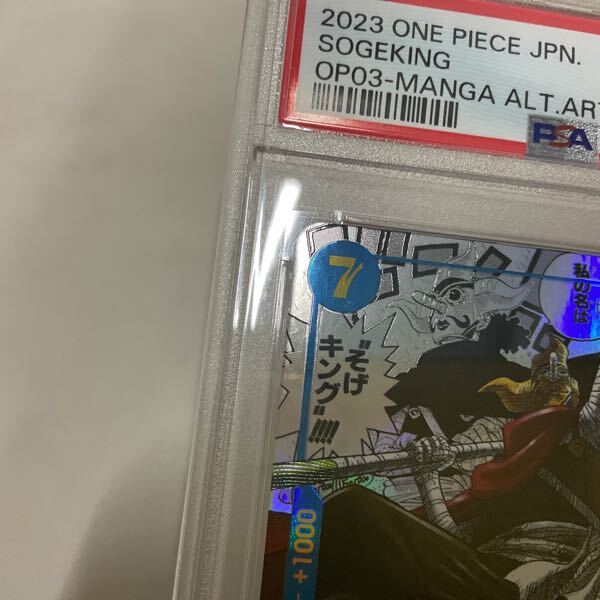 2023 ONE PIECE JPN.
SOGEKING
OP03-MANGA ALT.ART
PSA
7
私の名は
"そげ
キング"!!!!
+1000